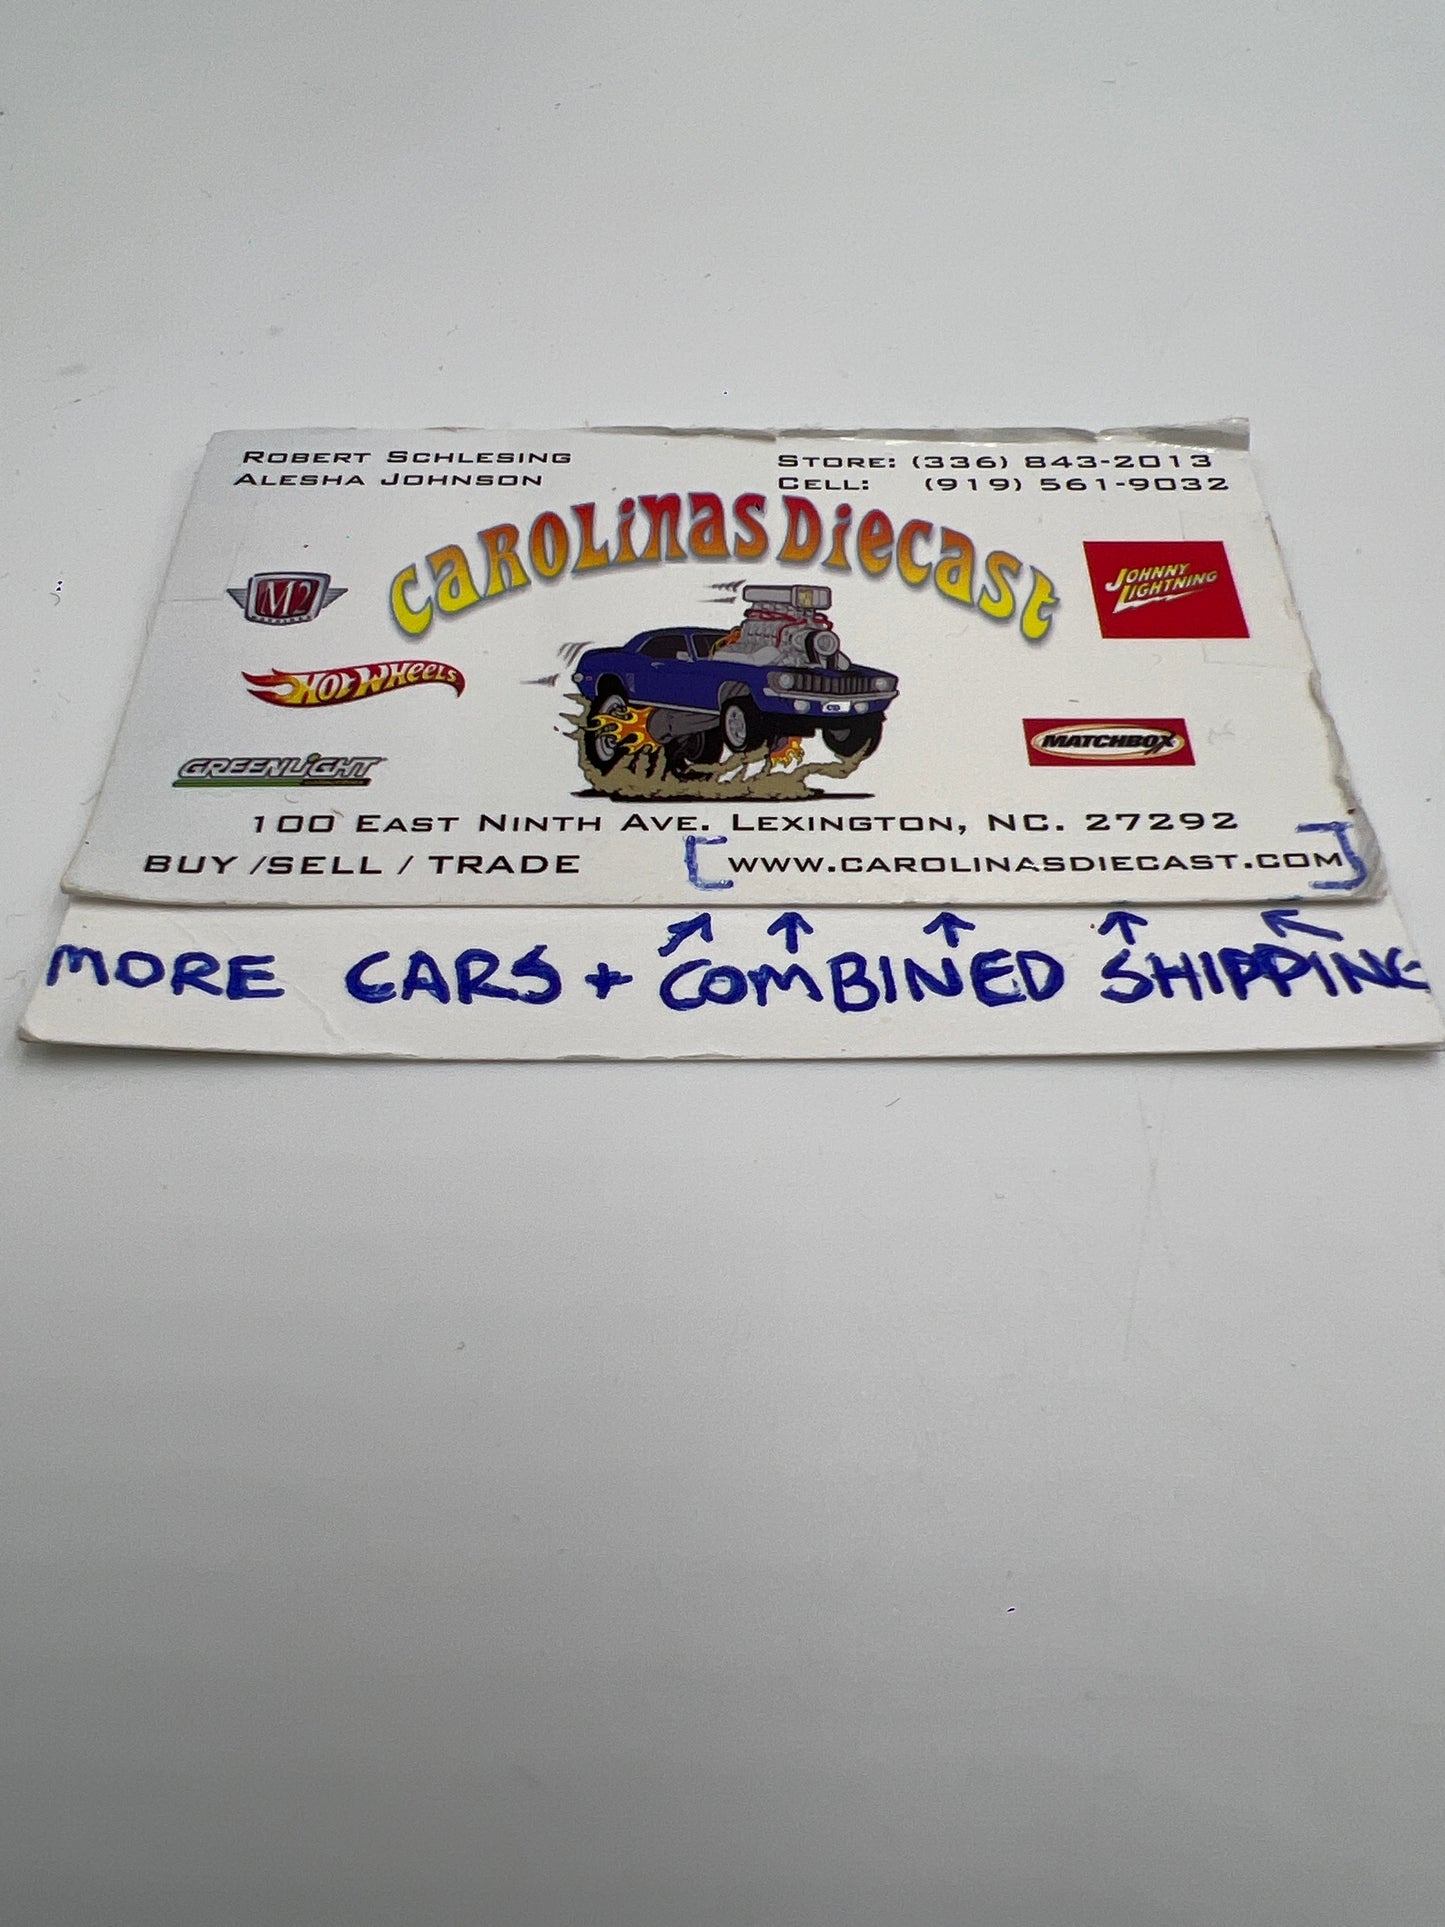 Robert Schlesing
Alesha Johnson
Store: (336) 843-2013
Cell: (919) 561-9032
Carolinas Diecast
M2
Johnny Lightning
Hot Wheels
Matchbox
Greenlight
100 East Ninth Ave. Lexington, NC. 27292
BUY /SELL / TRADE
[www.carolinasdiecast.com]
MORE CARS + COMBINED SHIPPING